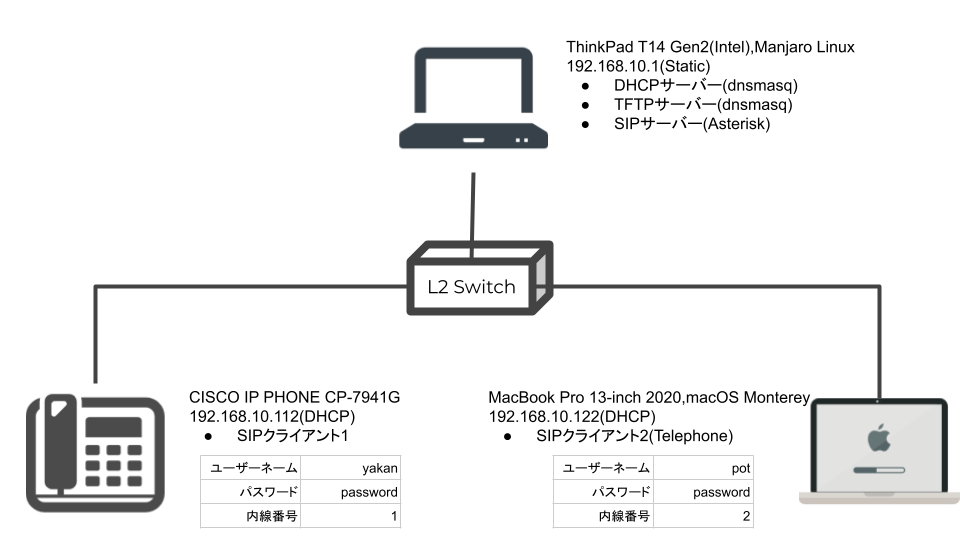 ThinkPad T14 Gen2(Intel),Manjaro Linux
192.168.10.1(Static)
● DHCPサーバー(dnsmasq)
● TFTPサーバー(dnsmasq)
● SIPサーバー(Asterisk)
L2 Switch
CISCO IP PHONE CP-7941G
192.168.10.112(DHCP)
● SIPクライアント1
ユーザーネーム yakan
パスワード password
内線番号 1
MacBook Pro 13-inch 2020,macOS Monterey
192.168.10.122(DHCP)
● SIPクライアント2(Telephone)
ユーザーネーム pot
パスワード password
内線番号 2